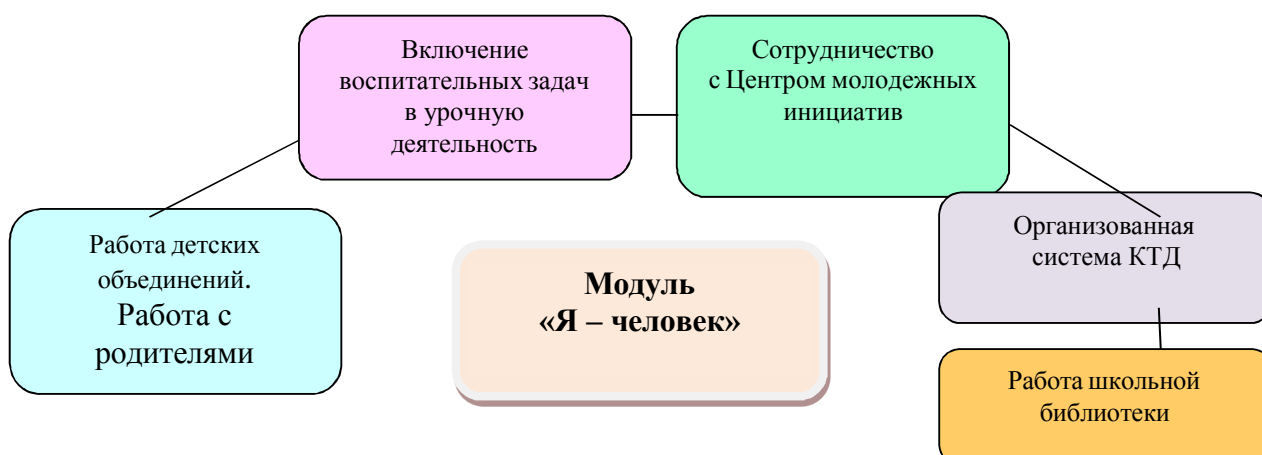 Включение
воспитательных задач
в урочную
деятельность
Сотрудничество
с Центром молодежных
инициатив
Работа детских
объединений.
Работа с
родителями
Модуль
«Я – человек»
Организованная
система КТД
Работа школьной
библиотеки